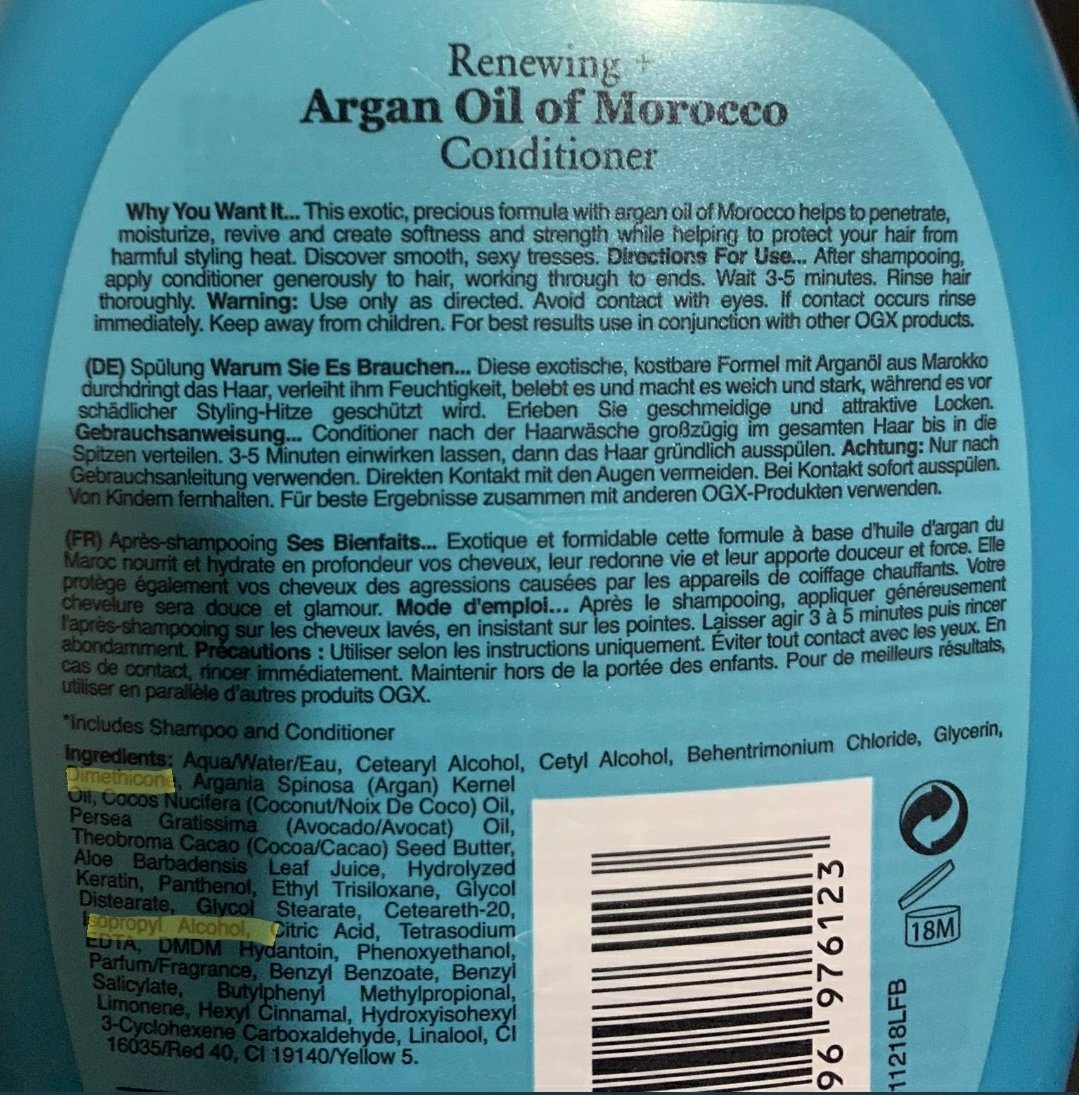 Renewing +
Argan Oil of Morocco
Conditioner
Why You Want It... This exotic, precious formula with argan oil of Morocco helps to penetrate,
moisturize, revive and create softness and strength while helping to protect your hair from
harmful styling heat. Discover smooth, sexy tresses. Directions For Use... After shampooing,
apply conditioner generously to hair, working through to ends. Wait 3-5 minutes. Rinse hair
thoroughly. Warning: Use only as directed. Avoid contact with eyes. If contact occurs rinse
immediately. Keep away from children. For best results use in conjunction with other OGX products.
(DE) Spülung Warum Sie Es Brauchen... Diese exotische, kostbare Formel mit Arganöl aus Marokko
durchdringt das Haar, verleiht ihm Feuchtigkeit, belebt es und macht es weich und stark, während es vor
schädlicher Styling-Hitze geschützt wird. Erleben Sie geschmeidige und attraktive Locken.
Gebrauchsanweisung... Conditioner nach der Haarwäsche großzügig im gesamten Haar bis in die
Spitzen verteilen. 3-5 Minuten einwirken lassen, dann das Haar gründlich ausspülen. Achtung: Nur nach
Gebrauchsanleitung verwenden. Direkten Kontakt mit den Augen vermeiden. Bei Kontakt sofort ausspülen.
Von Kindern fernhalten. Für beste Ergebnisse zusammen mit anderen OGX-Produkten verwenden.
(FR) Après-shampooing Ses Bienfaits... Exotique et formidable cette formule à base d'huile d'argan du
Maroc nourrit et hydrate en profondeur vos cheveux, leur redonne vie et leur apporte douceur et force. Elle
protège également vos cheveux des agressions causées par les appareils de coiffage chauffants. Votre
chevelure sera douce et glamour. Mode d'emploi... Après le shampooing, appliquer généreusement
l'après-shampooing sur les cheveux lavés, en insistant sur les pointes. Laisser agir 3 à 5 minutes puis rincer
abondamment. Précautions : Utiliser selon les instructions uniquement. Éviter tout contact avec les yeux. En
cas de contact, rincer immédiatement. Maintenir hors de la portée des enfants. Pour de meilleurs résultats,
utiliser en parallèle d'autres produits OGX.
*Includes Shampoo and Conditioner
Ingredients: Aqua/Water/Eau, Cetearyl Alcohol, Cetyl Alcohol, Behentrimonium Chloride, Glycerin,
Dimethicone, Argania Spinosa (Argan) Kernel
Oil, Cocos Nucifera (Coconut/Noix De Coco) Oil,
Persea Gratissima (Avocado/Avocat) Oil,
Theobroma Cacao (Cocoa/Cacao) Seed Butter,
Aloe Barbadensis Leaf Juice, Hydrolyzed
Keratin, Panthenol, Ethyl Trisiloxane, Glycol
Distearate, Glycol Stearate, Ceteareth-20,
Isopropyl Alcohol, Citric Acid, Tetrasodium
EDTA, DMDM Hydantoin, Phenoxyethanol,
Parfum/Fragrance, Benzyl Benzoate, Benzyl
Salicylate, Butylphenyl Methylpropional,
Limonene, Hexyl Cinnamal, Hydroxyisohexyl
3-Cyclohexene Carboxaldehyde, Linalool, CI
16035/Red 40, CI 19140/Yellow 5.
96 976123
18M
11218LFB